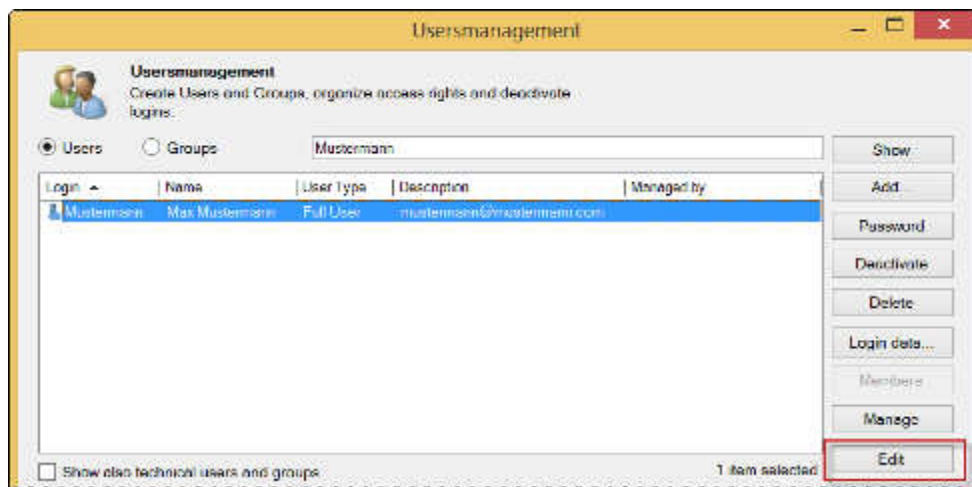 Usersmanagement
Usersmanagement
Create Users and Groups, organize access rights and deactivate
logins.
Users Groups Mustermann Show
Login Name User Type Description Managed by Add...
Mustermann Max Mustermann Full User mustermann@mustermann.com
Password
Deactivate
Delete
Login data...
Members
Manage
Edit
Show also technical users and groups 1 item selected